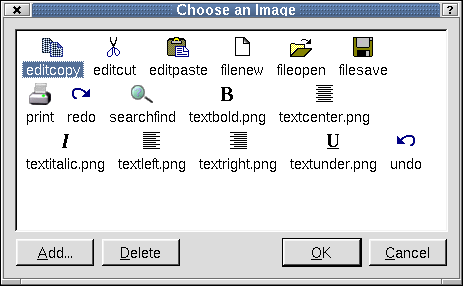 Choose an Image
editcopy editcut editpaste filenew fileopen filesave
B
print redo searchfind textbold.png textcenter.png
I U
textitalic.png textleft.png textright.png textunder.png undo
Add... Delete OK Cancel